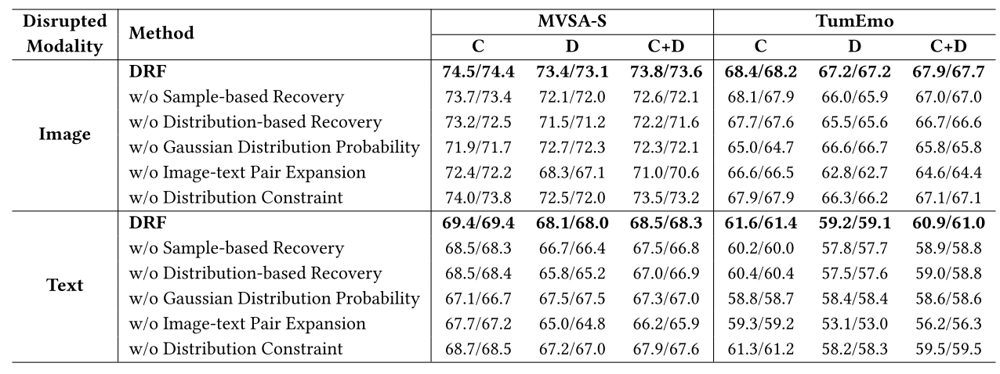 Disrupted Modality | Method | MVSA-S | TumEmo
C | D | C+D | C | D | C+D
Image
DRF 74.5/74.4 73.4/73.1 73.8/73.6 68.4/68.2 67.2/67.2 67.9/67.7
w/o Sample-based Recovery 73.7/73.4 72.1/72.0 72.6/72.1 68.1/67.9 66.0/65.9 67.0/67.0
w/o Distribution-based Recovery 73.2/72.5 71.5/71.2 72.2/71.6 67.7/67.6 65.5/65.6 66.7/66.6
w/o Gaussian Distribution Probability 71.9/71.7 72.7/72.3 72.3/72.1 65.0/64.7 66.6/66.7 65.8/65.8
w/o Image-text Pair Expansion 72.4/72.2 68.3/67.1 71.0/70.6 66.6/66.5 62.8/62.7 64.6/64.4
w/o Distribution Constraint 74.0/73.8 72.5/72.0 73.5/73.2 67.9/67.9 66.3/66.2 67.1/67.1
Text
DRF 69.4/69.4 68.1/68.0 68.5/68.3 61.6/61.4 59.2/59.1 60.9/61.0
w/o Sample-based Recovery 68.5/68.3 66.7/66.4 67.5/66.8 60.2/60.0 57.8/57.7 58.9/58.8
w/o Distribution-based Recovery 68.5/68.4 65.8/65.2 67.0/66.9 60.4/60.4 57.5/57.6 59.0/58.8
w/o Gaussian Distribution Probability 67.1/66.7 67.5/67.5 67.3/67.0 58.8/58.7 58.4/58.4 58.6/58.6
w/o Image-text Pair Expansion 67.7/67.2 65.0/64.8 66.2/65.9 59.3/59.2 53.1/53.0 56.2/56.3
w/o Distribution Constraint 68.7/68.5 67.2/67.0 67.9/67.6 61.3/61.2 58.2/58.3 59.5/59.5